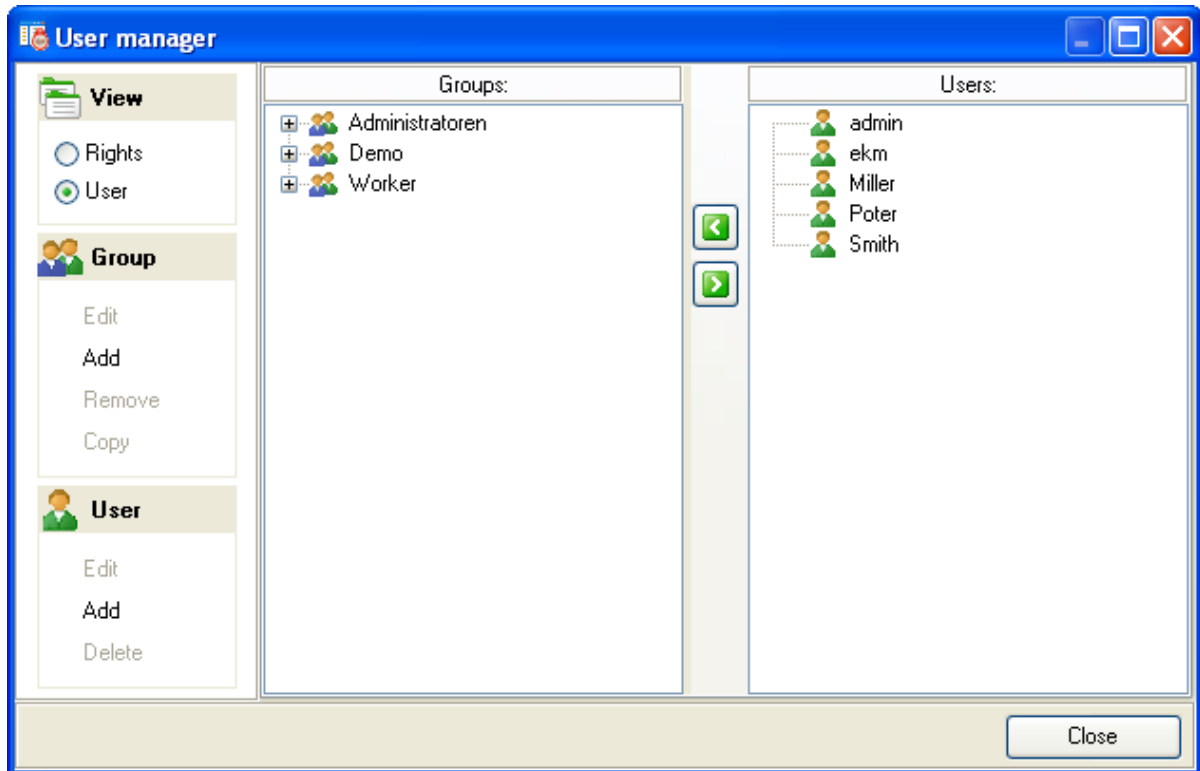 User manager
View
Rights
User
Group
Edit
Add
Remove
Copy
User
Edit
Add
Delete
Groups:
Administratoren
Demo
Worker
Users:
admin
ekm
Miller
Poter
Smith
Close